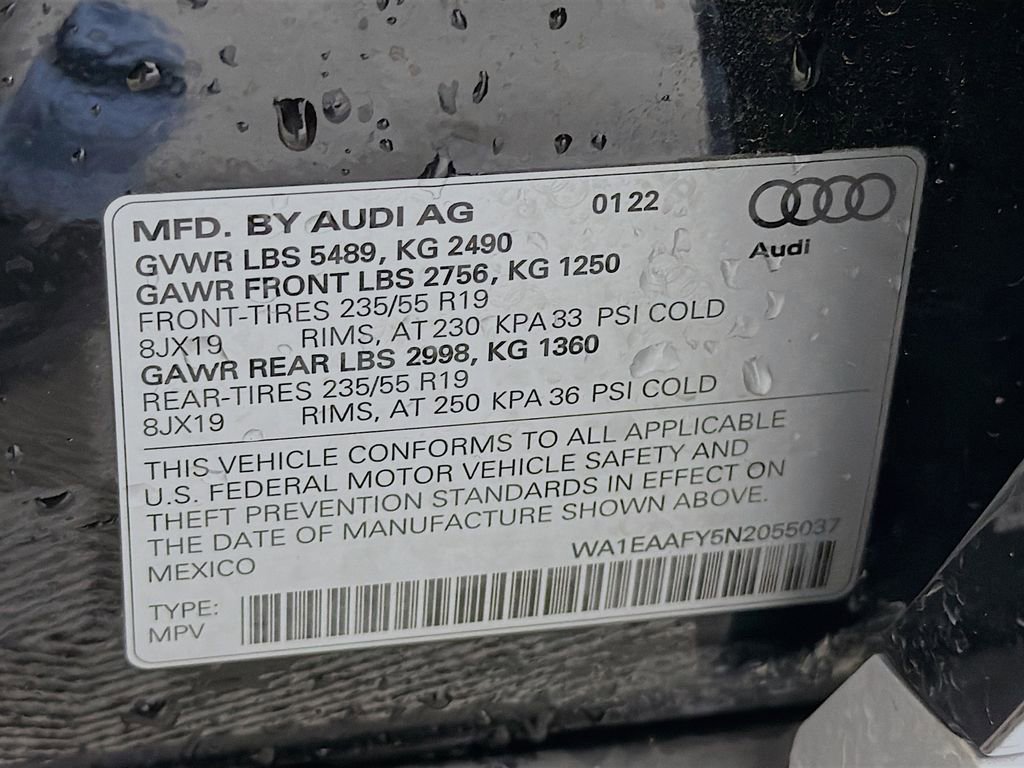 MFD. BY AUDI AG 0122
Audi
GVWR LBS 5489, KG 2490
GAWR FRONT LBS 2756, KG 1250
FRONT-TIRES 235/55 R19
8JX19 RIMS, AT 230 KPA 33 PSI COLD
GAWR REAR LBS 2998, KG 1360
REAR-TIRES 235/55 R19
8JX19 RIMS, AT 250 KPA 36 PSI COLD
THIS VEHICLE CONFORMS TO ALL APPLICABLE
U.S. FEDERAL MOTOR VEHICLE SAFETY AND
THEFT PREVENTION STANDARDS IN EFFECT ON
THE DATE OF MANUFACTURE SHOWN ABOVE.
MEXICO WA1EAAFY5N2055037
TYPE:
MPV